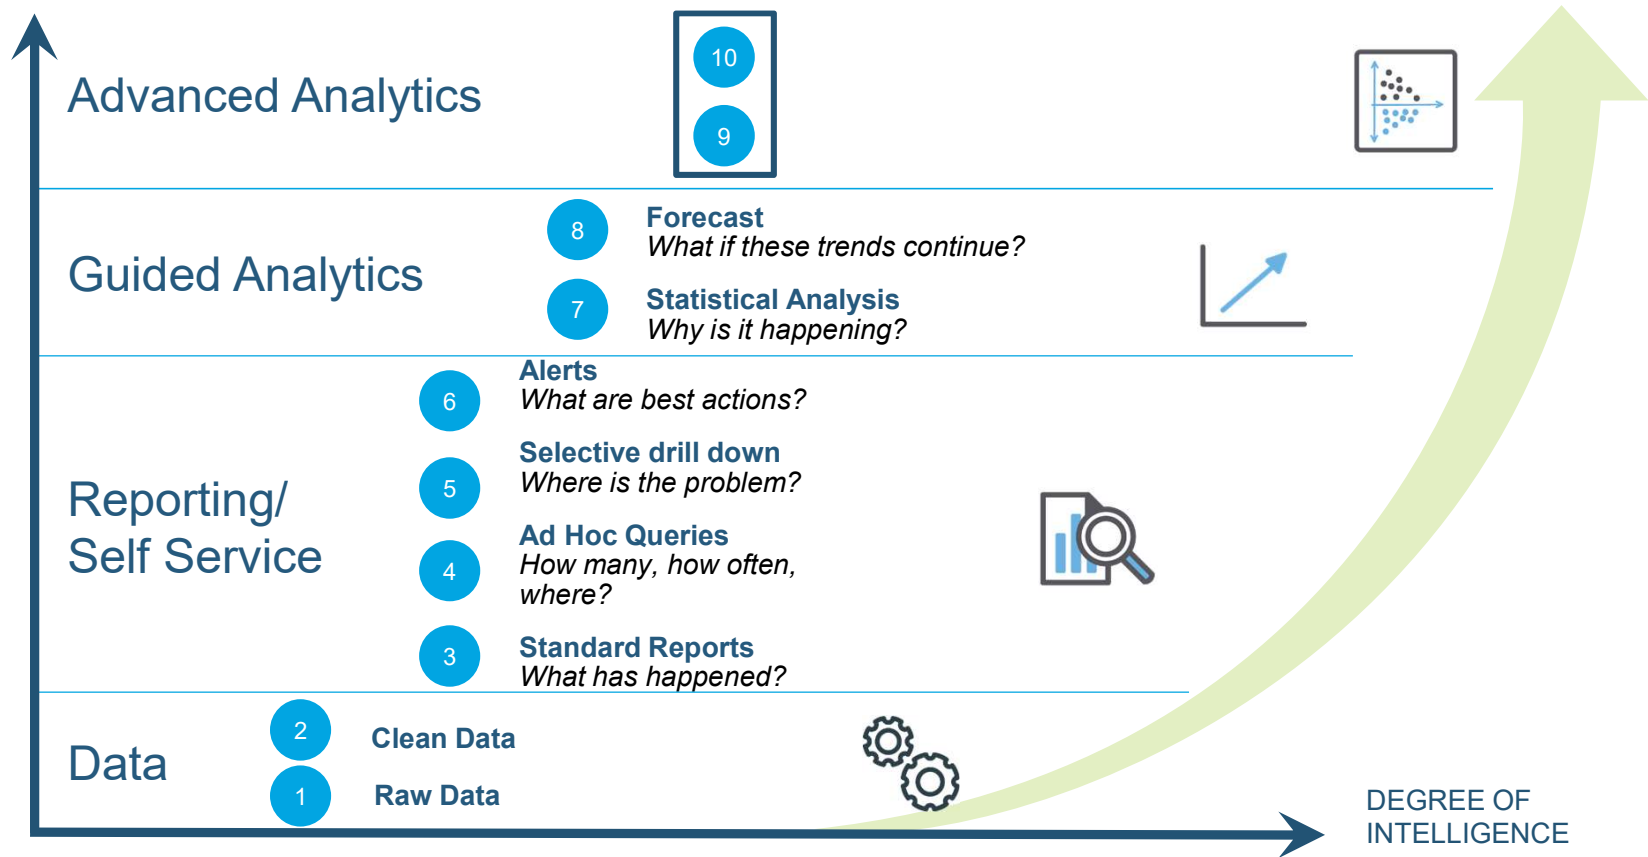 Advanced Analytics
10
9
Guided Analytics
8
Forecast
What if these trends continue?
7
Statistical Analysis
Why is it happening?
Reporting/
Self Service
6
Alerts
What are best actions?
5
Selective drill down
Where is the problem?
4
Ad Hoc Queries
How many, how often,
where?
3
Standard Reports
What has happened?
Data
2
Clean Data
1
Raw Data
DEGREE OF
INTELLIGENCE